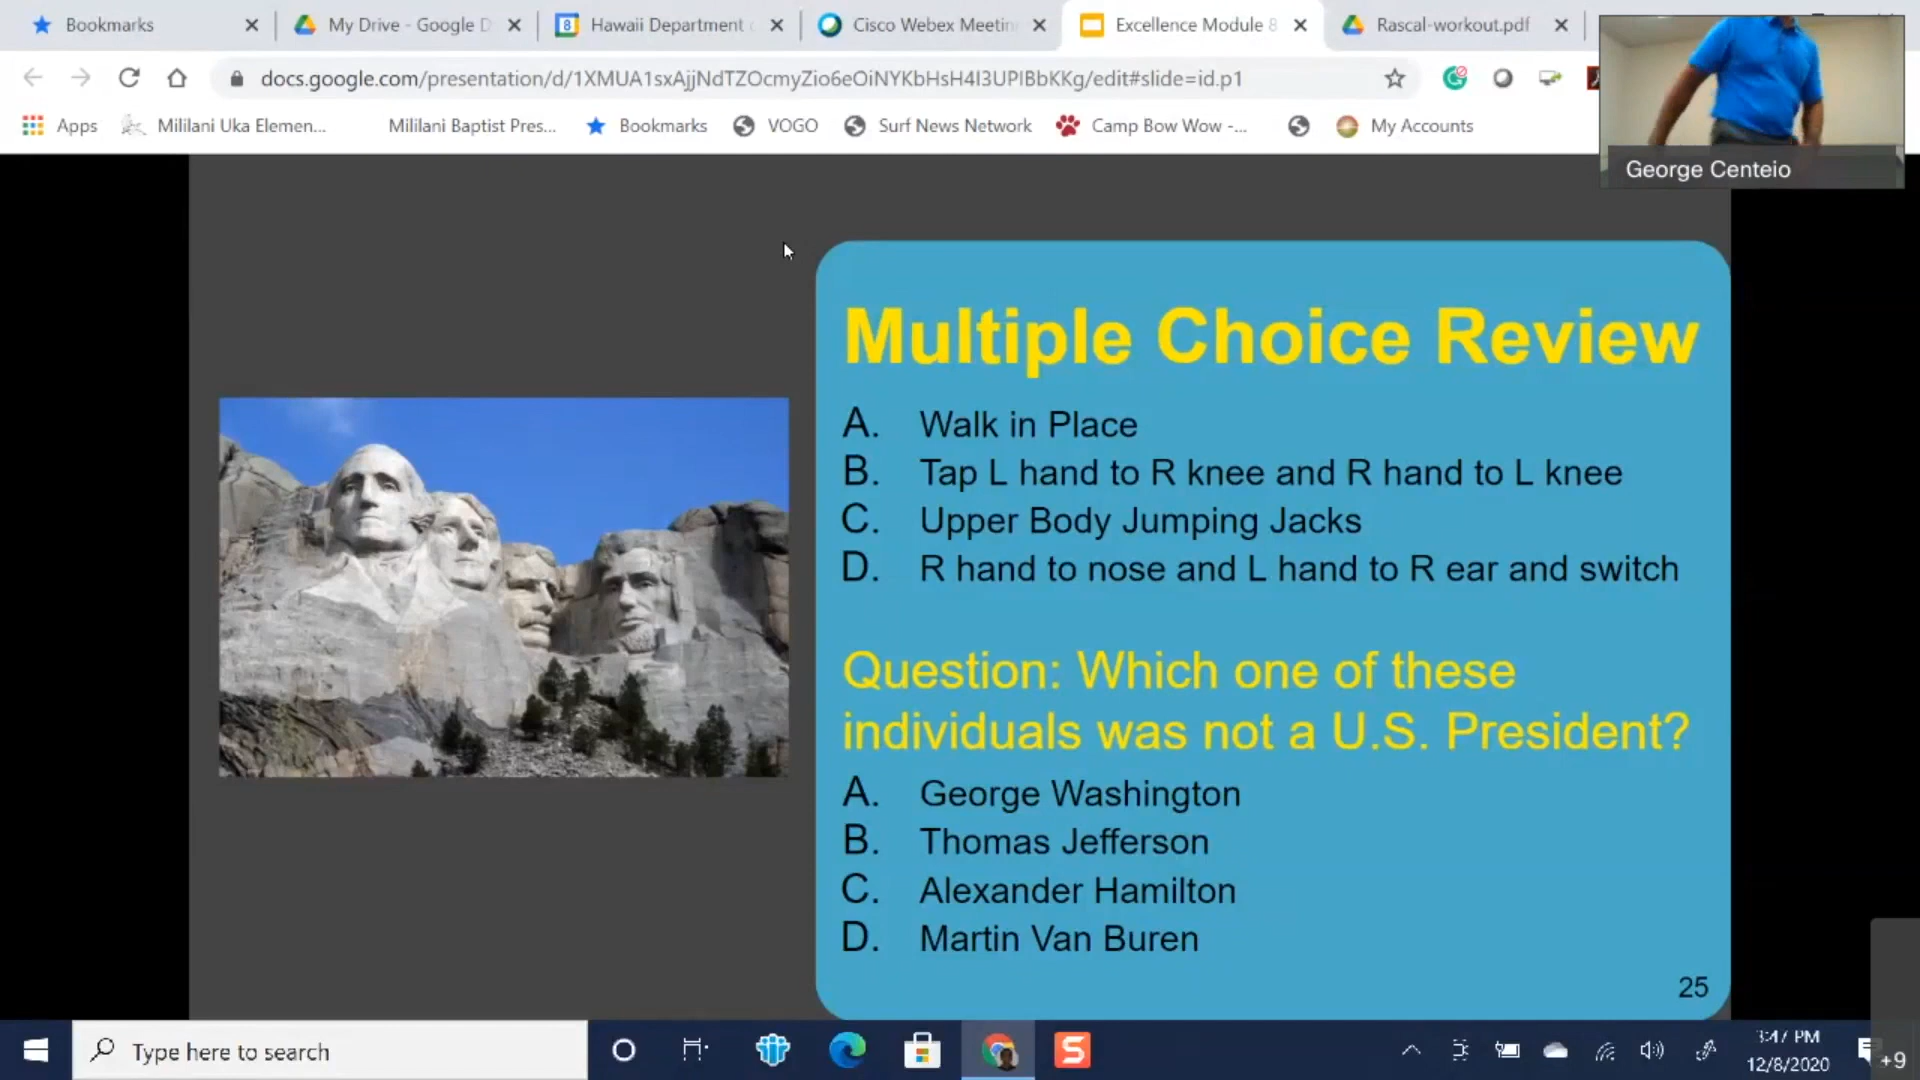 Bookmarks
My Drive - Google D
Hawaii Department
Cisco Webex Meetin
Excellence Module 8
Rascal-workout.pdf
docs.google.com/presentation/d/1XMUA1sxAjjNdTZOcmyZio6eOiNYKbHsH4I3UPIBbKKg/edit#slide=id.p1
Apps
Mililani Uka Elemen...
Mililani Baptist Pres...
Bookmarks
VOGO
Surf News Network
Camp Bow Wow -...
My Accounts
George Centeio
Multiple Choice Review
A. Walk in Place
B. Tap L hand to R knee and R hand to L knee
C. Upper Body Jumping Jacks
D. R hand to nose and L hand to R ear and switch
Question: Which one of these
individuals was not a U.S. President?
A. George Washington
B. Thomas Jefferson
C. Alexander Hamilton
D. Martin Van Buren
25
Type here to search
3:47 PM
12/8/2020
+9